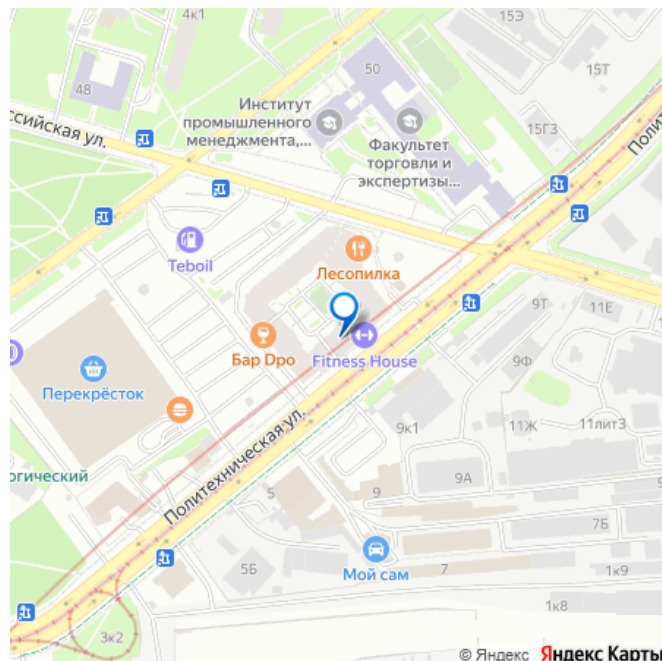 4к1
15Э
15Т
48
50
Институт
промышленного
менеджмента,...
Факультет
торговли и
экспертизы...
15Г3
ссийская ул.
Полит
Teboil
Лесопилка
9Т
11Е
Бар Dpo
Fitness House
9Ф
Перекрёсток
9к1
11Ж
11лит3
огический
Политехническая ул.
5
9
9А
9
7Б
5Б
Мой сам
7
1к9
1к8
3к2
© Яндекс Яндекс Карты